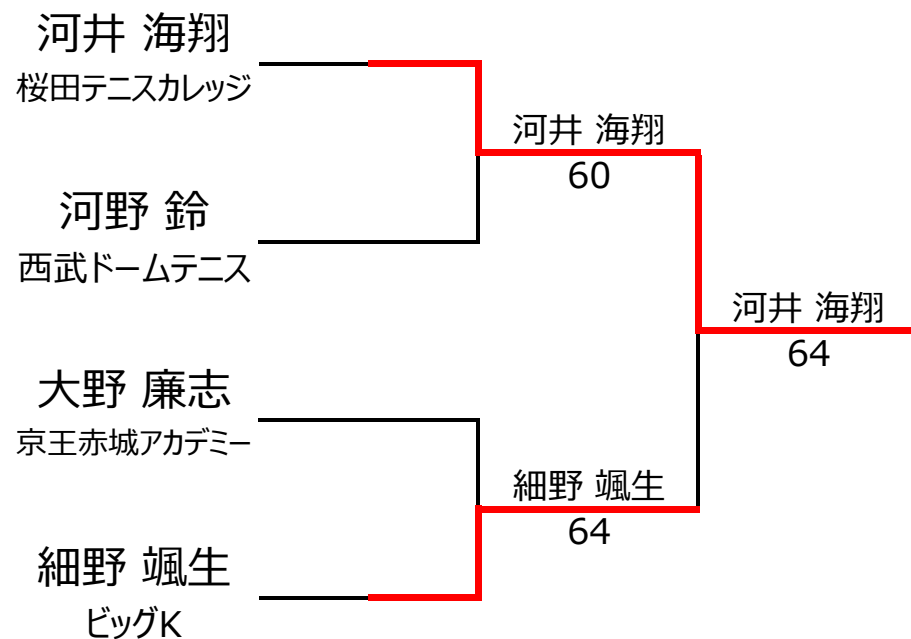 河井 海翔
桜田テニスカレッジ
河井 海翔
60
河野 鈴
西武ドームテニス
河井 海翔
64
大野 廉志
京王赤城アカデミー
細野 颯生
64
細野 颯生
ビッグK